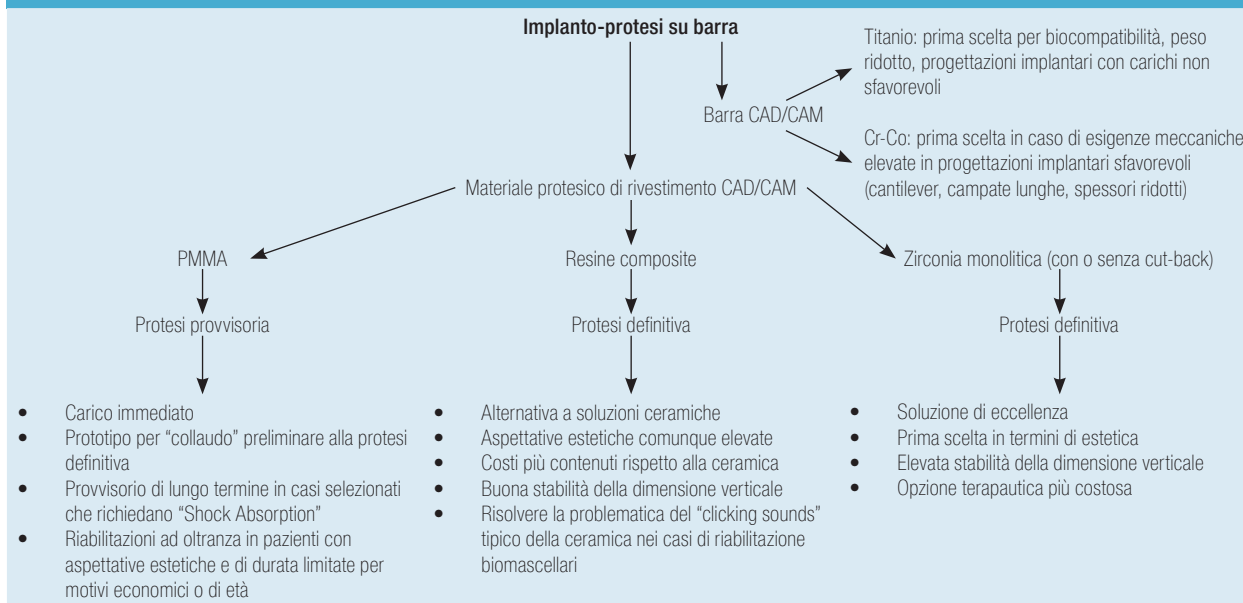 Implanto-protesi su barra
Titanio: prima scelta per biocompatibilità, peso
ridotto, progettazioni implantari con carichi non
sfavorevoli
Barra CAD/CAM
Cr-Co: prima scelta in caso di esigenze meccaniche
elevate in progettazioni implantari sfavorevoli
(cantilever, campate lunghe, spessori ridotti)
Materiale protesico di rivestimento CAD/CAM
PMMA
Resine composite
Zirconia monolitica (con o senza cut-back)
Protesi provvisoria
Protesi definitiva
Protesi definitiva
• Carico immediato
• Prototipo per “collaudo” preliminare alla protesi
definitiva
• Provvisorio di lungo termine in casi selezionati
che richiedano “Shock Absorption”
• Riabilitazioni ad oltranza in pazienti con
aspettative estetiche e di durata limitate per
motivi economici o di età
• Alternativa a soluzioni ceramiche
• Aspettative estetiche comunque elevate
• Costi più contenuti rispetto alla ceramica
• Buona stabilità della dimensione verticale
• Risolvere la problematica del “clicking sounds”
tipico della ceramica nei casi di riabilitazione
biomascellari
• Soluzione di eccellenza
• Prima scelta in termini di estetica
• Elevata stabilità della dimensione verticale
• Opzione terapautica più costosa